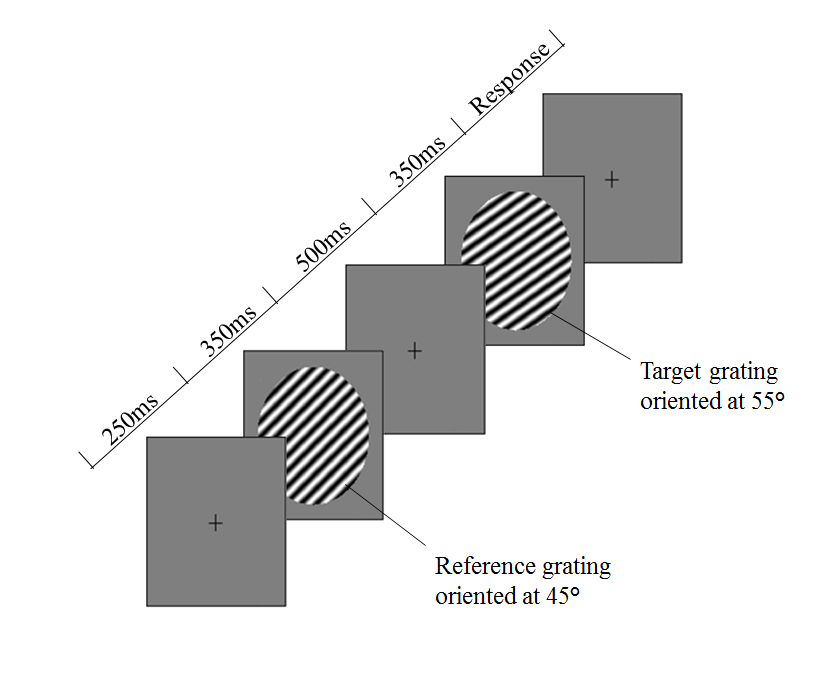 250ms
350ms
500ms
350ms
Response
Target grating
oriented at 55°
Reference grating
oriented at 45°